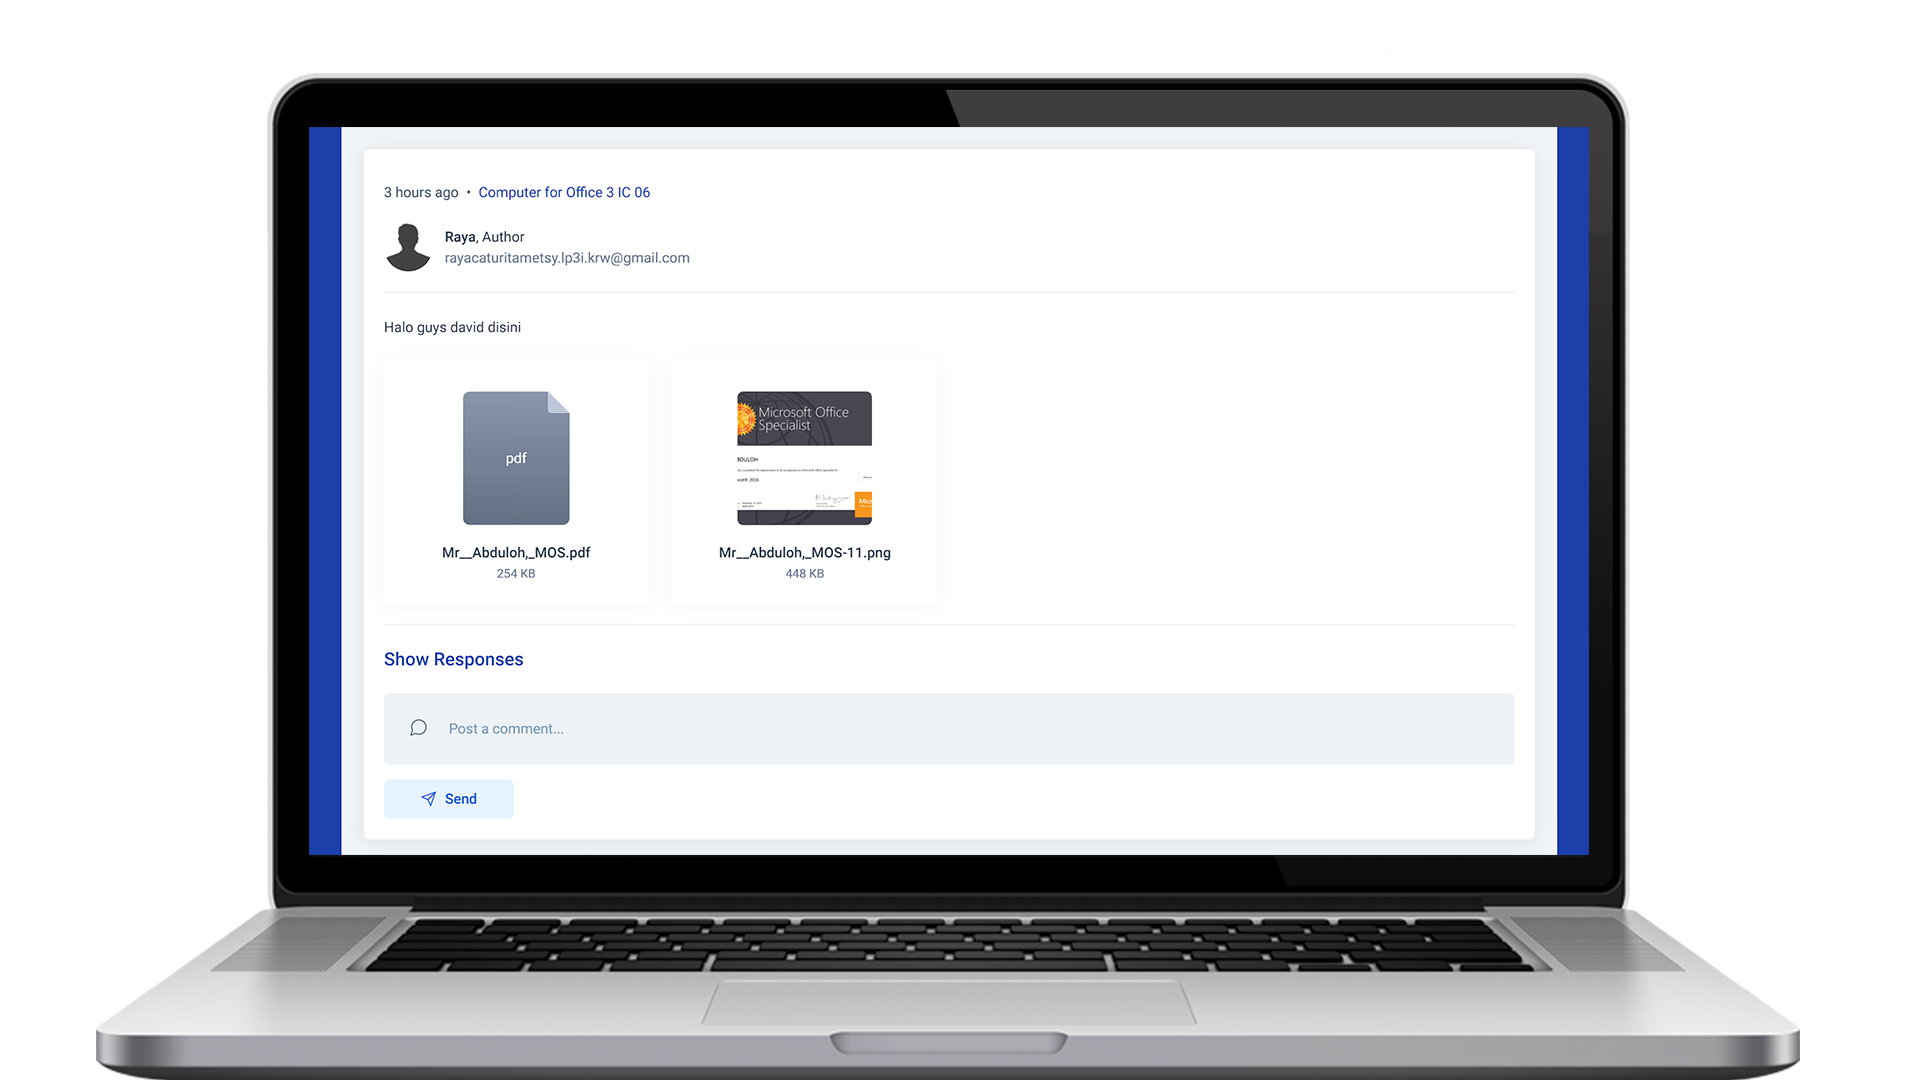 3 hours ago • Computer for Office 3 IC 06
Raya, Author
rayacaturitametsy.lp3i.krw@gmail.com
Halo guys david disini
pdf
Microsoft Office
Specialist
BDULOH
2016
Mr__Abduloh,_MOS.pdf
254 KB
Mr__Abduloh,_MOS-11.png
448 KB
Show Responses
Post a comment...
Send